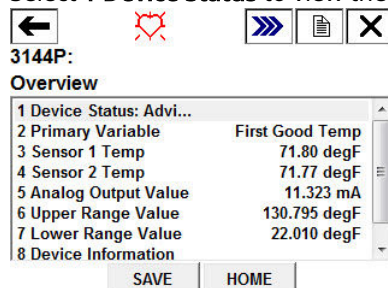 3144P:
Overview
1 Device Status: Advi...
2 Primary Variable First Good Temp
3 Sensor 1 Temp 71.80 degF
4 Sensor 2 Temp 71.77 degF
5 Analog Output Value 11.323 mA
6 Upper Range Value 130.795 degF
7 Lower Range Value 22.010 degF
8 Device Information
SAVE HOME